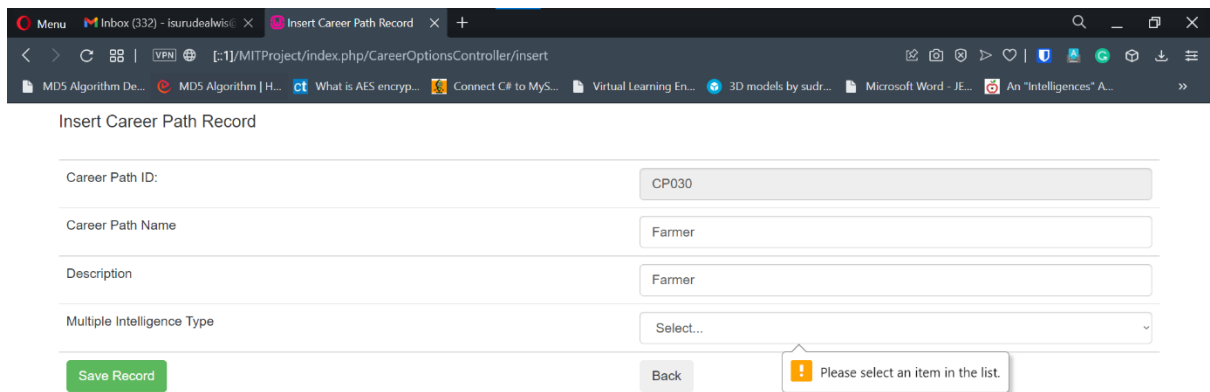 Menu Inbox (332) - isurudealwis@ Insert Career Path Record
VPN [::1]/MITProject/index.php/CareerOptionsController/insert
MD5 Algorithm De... MD5 Algorithm | H... ct What is AES encryp... Connect C# to MyS... Virtual Learning En... 3D models by sudr... Microsoft Word - JE... An "Intelligences" A... »
Insert Career Path Record
Career Path ID: CP030
Career Path Name Farmer
Description Farmer
Multiple Intelligence Type Select...
Save Record Back ! Please select an item in the list.